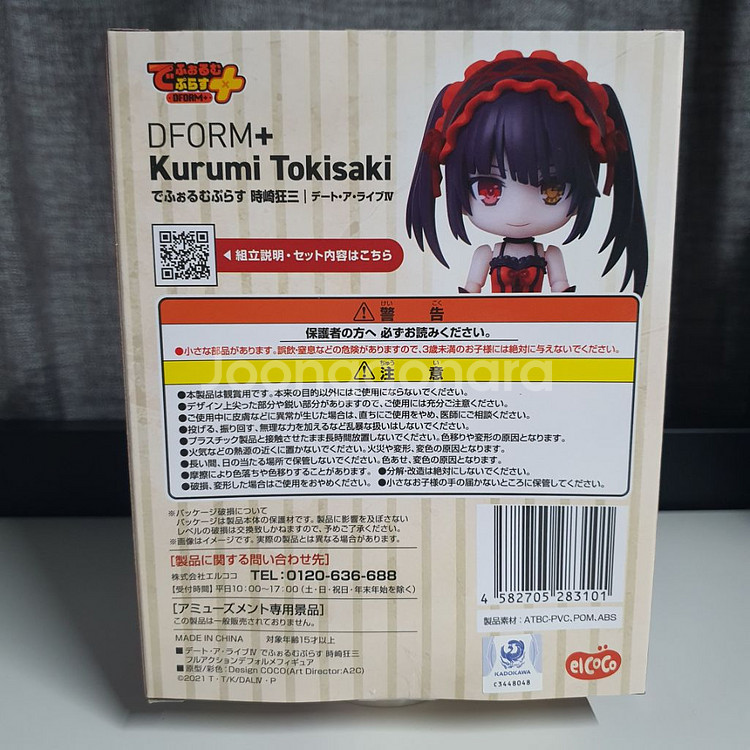 でふぉるむ
ぷらす+
DFORM+
DFORM+
Kurumi Tokisaki
でふぉるむぷらす 時崎狂三 | デート・ア・ライブⅣ
◀ 組立説明・セット内容はこちら
けい こく
⚠ 警 告
保護者の方へ 必ずお読みください。
●小さな部品があります。誤飲・窒息などの危険がありますので、3歳未満のお子様には絶対に与えないでください。
ちゅう い
⚠ 注 意
Joongonara
●本製品は観賞用です。本来の目的以外にはご使用にならないでください。
●デザイン上尖った部分や鋭い部分がありますので、ご使用には充分ご注意ください。
●ご使用中に皮膚などに異常が生じた場合は、直ちにご使用をやめ、医師にご相談ください。
●投げる、振り回す、無理な力を加えるなど乱暴な扱いはしないでください。
●プラスチック製品と接触させたまま長時間放置しないでください。色移りや変形の原因となります。
●火気などの熱源の近くに置かないでください。火災や変形、変色の原因となります。
●長い間、日の当たる場所で保管しないでください。色あせ、変色の原因となります。
●摩擦により色落ちや色移りすることがあります。 ●分解・改造は絶対にしないでください。
●破損、変形した場合はご使用をおやめください。 ●小さなお子様の手の届かないところに保管してください。
※パッケージ破損について
パッケージは製品本体の保護材です。製品に影響を及ぼさない
レベルの破損は交換致しかねますので、予めご了承ください。
※画像はイメージです。実際の製品とは異なる場合があります。
[製品に関する問い合わせ先]
株式会社エルココ TEL:0120-636-688
【受付時間】平日10:00〜17:00(土・日・祝日・年末年始を除く)
[アミューズメント専用景品]
この製品は一般販売されておりません。
MADE IN CHINA 対象年齢15才以上
■デート・ア・ライブⅣ でふぉるむぷらす 時崎狂三
フルアクションデフォルメフィギュア
■原型/彩色:Design COCO(Art Director:A2C)
©2021 T・T/K/DALⅣ・P
4 582705 283101
製品素材:ATBC-PVC,POM,ABS
KADOKAWA
C3448048
elCoCo